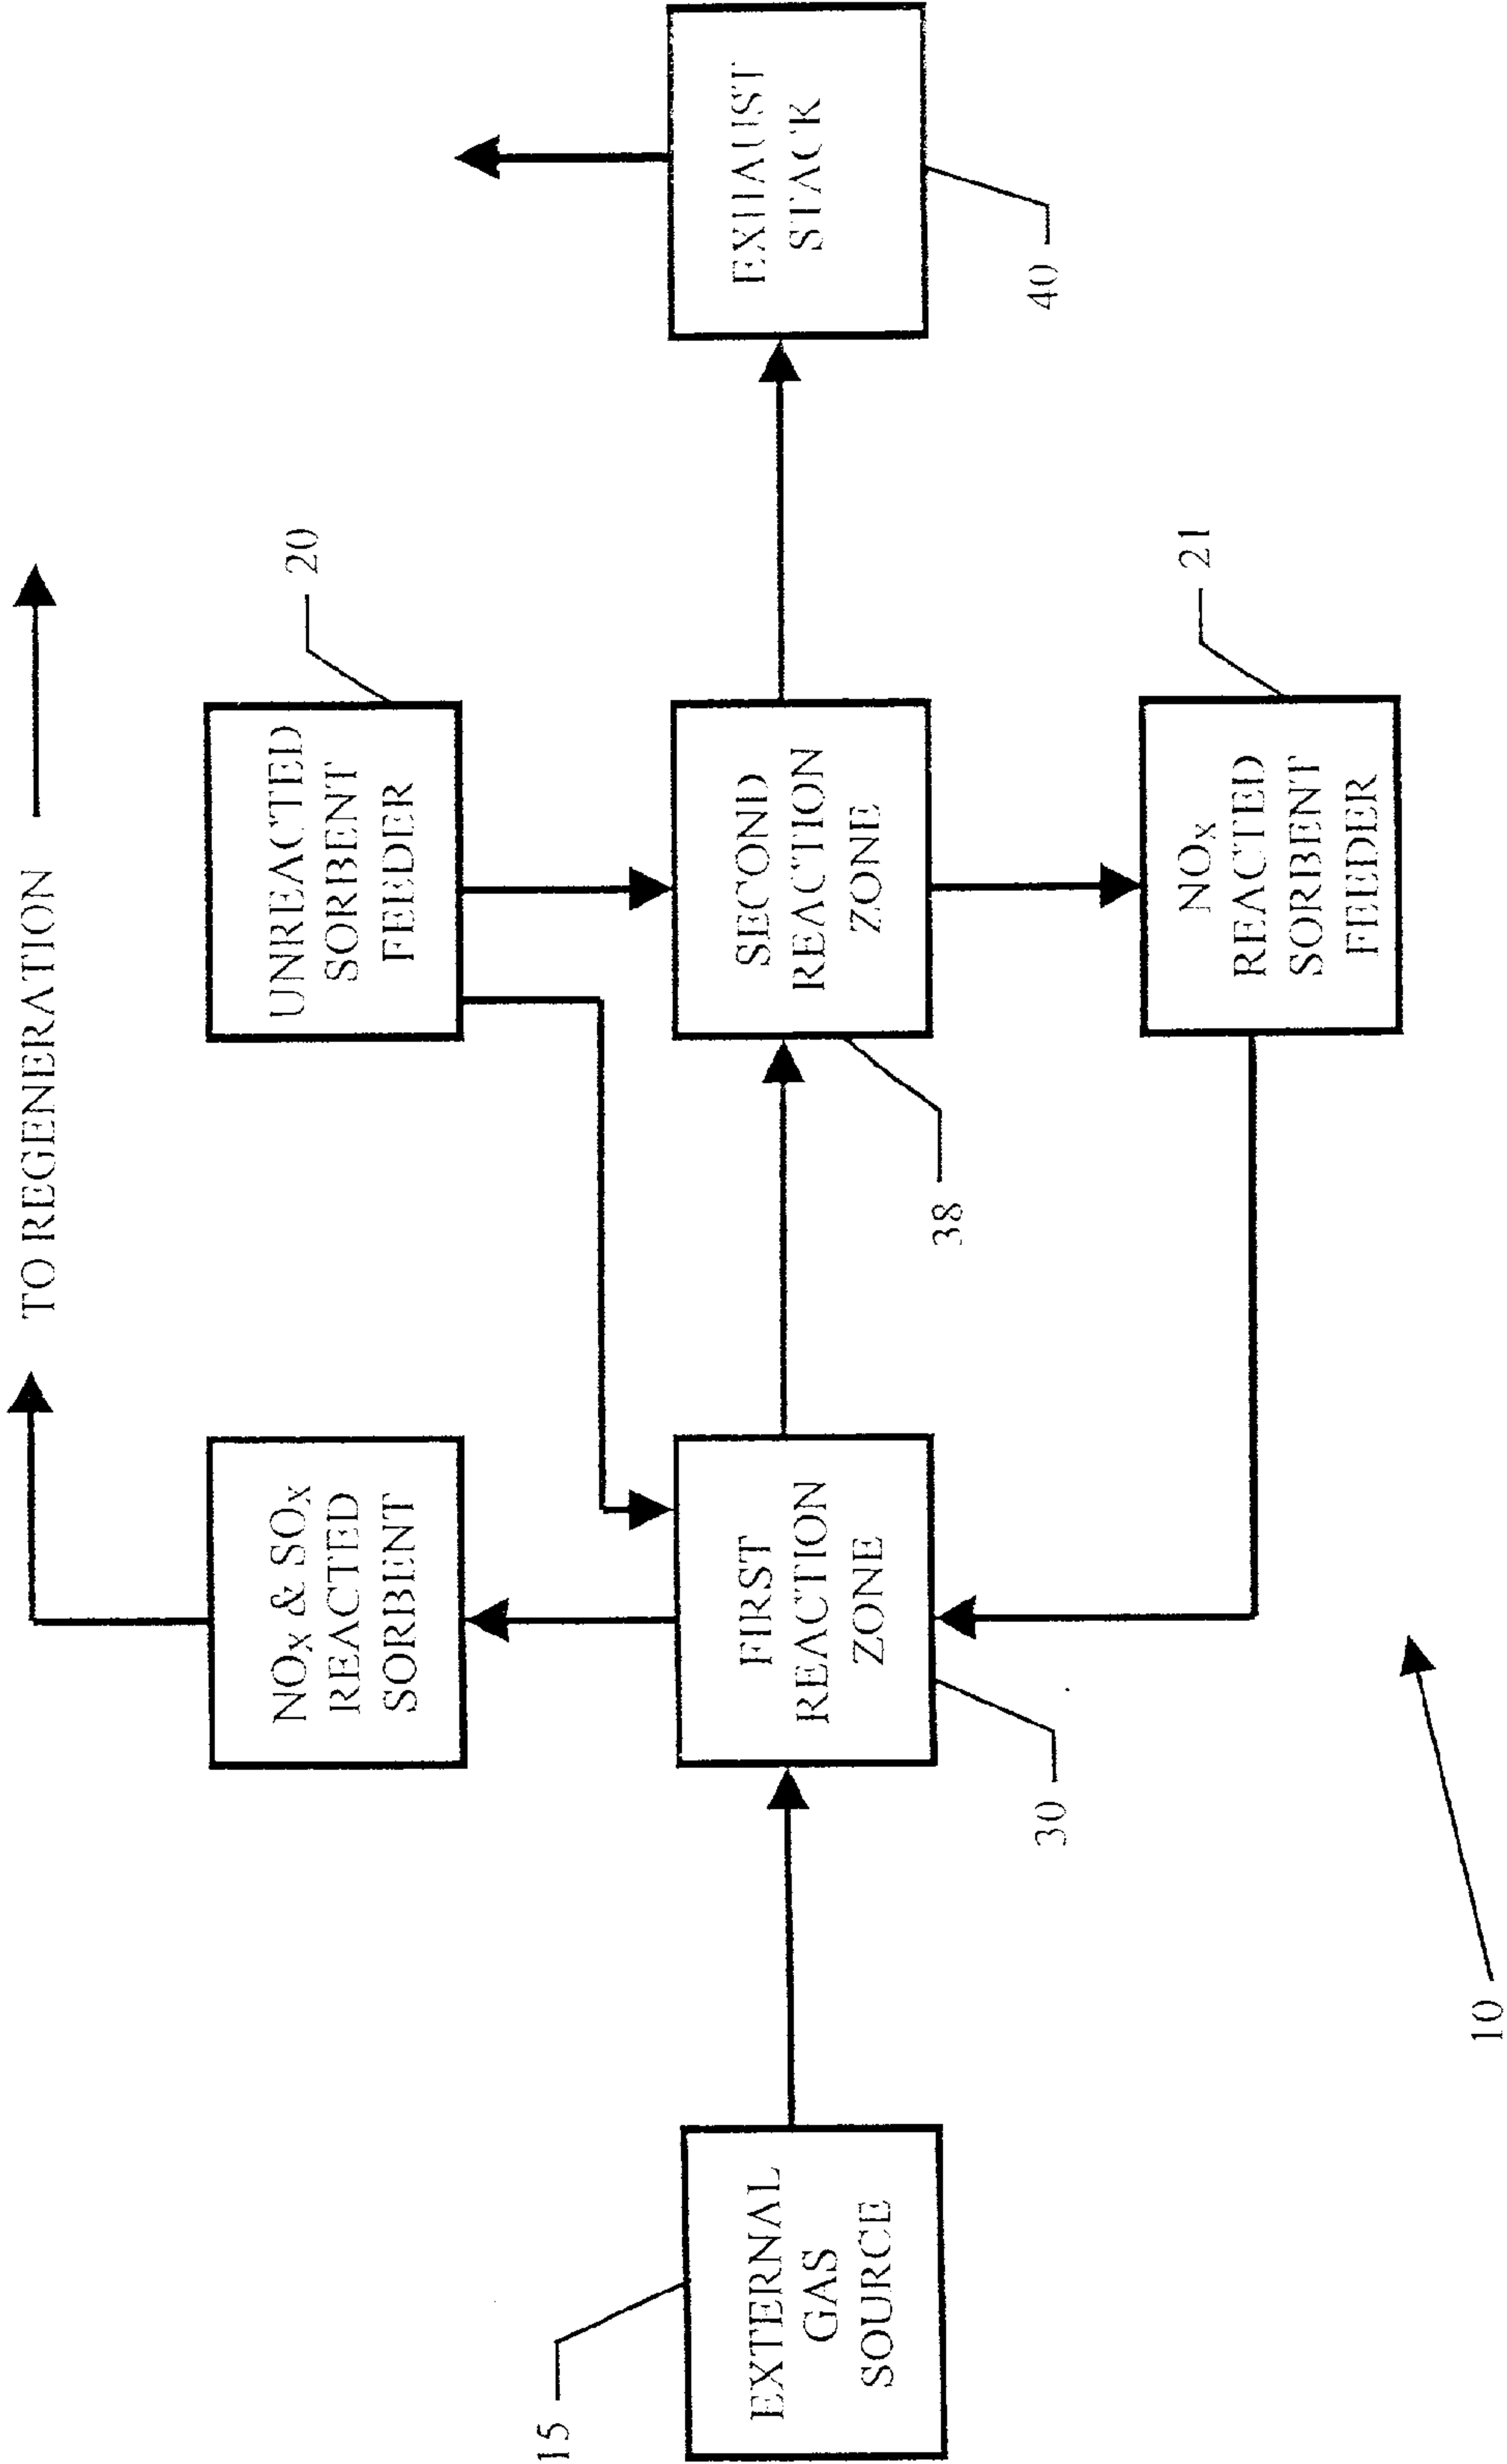 TO REGENERATION
NOX & SOX
REACTED
SORBENT
UNREACTED
SORBENT
FEEDER
20
EXTERNAL
GAS
SOURCE
15
FIRST
REACTION
ZONE
30
SECOND
REACTION
ZONE
38
EXHAUST
STACK
40
NOX
REACTED
SORBENT
FEEDER
21
10